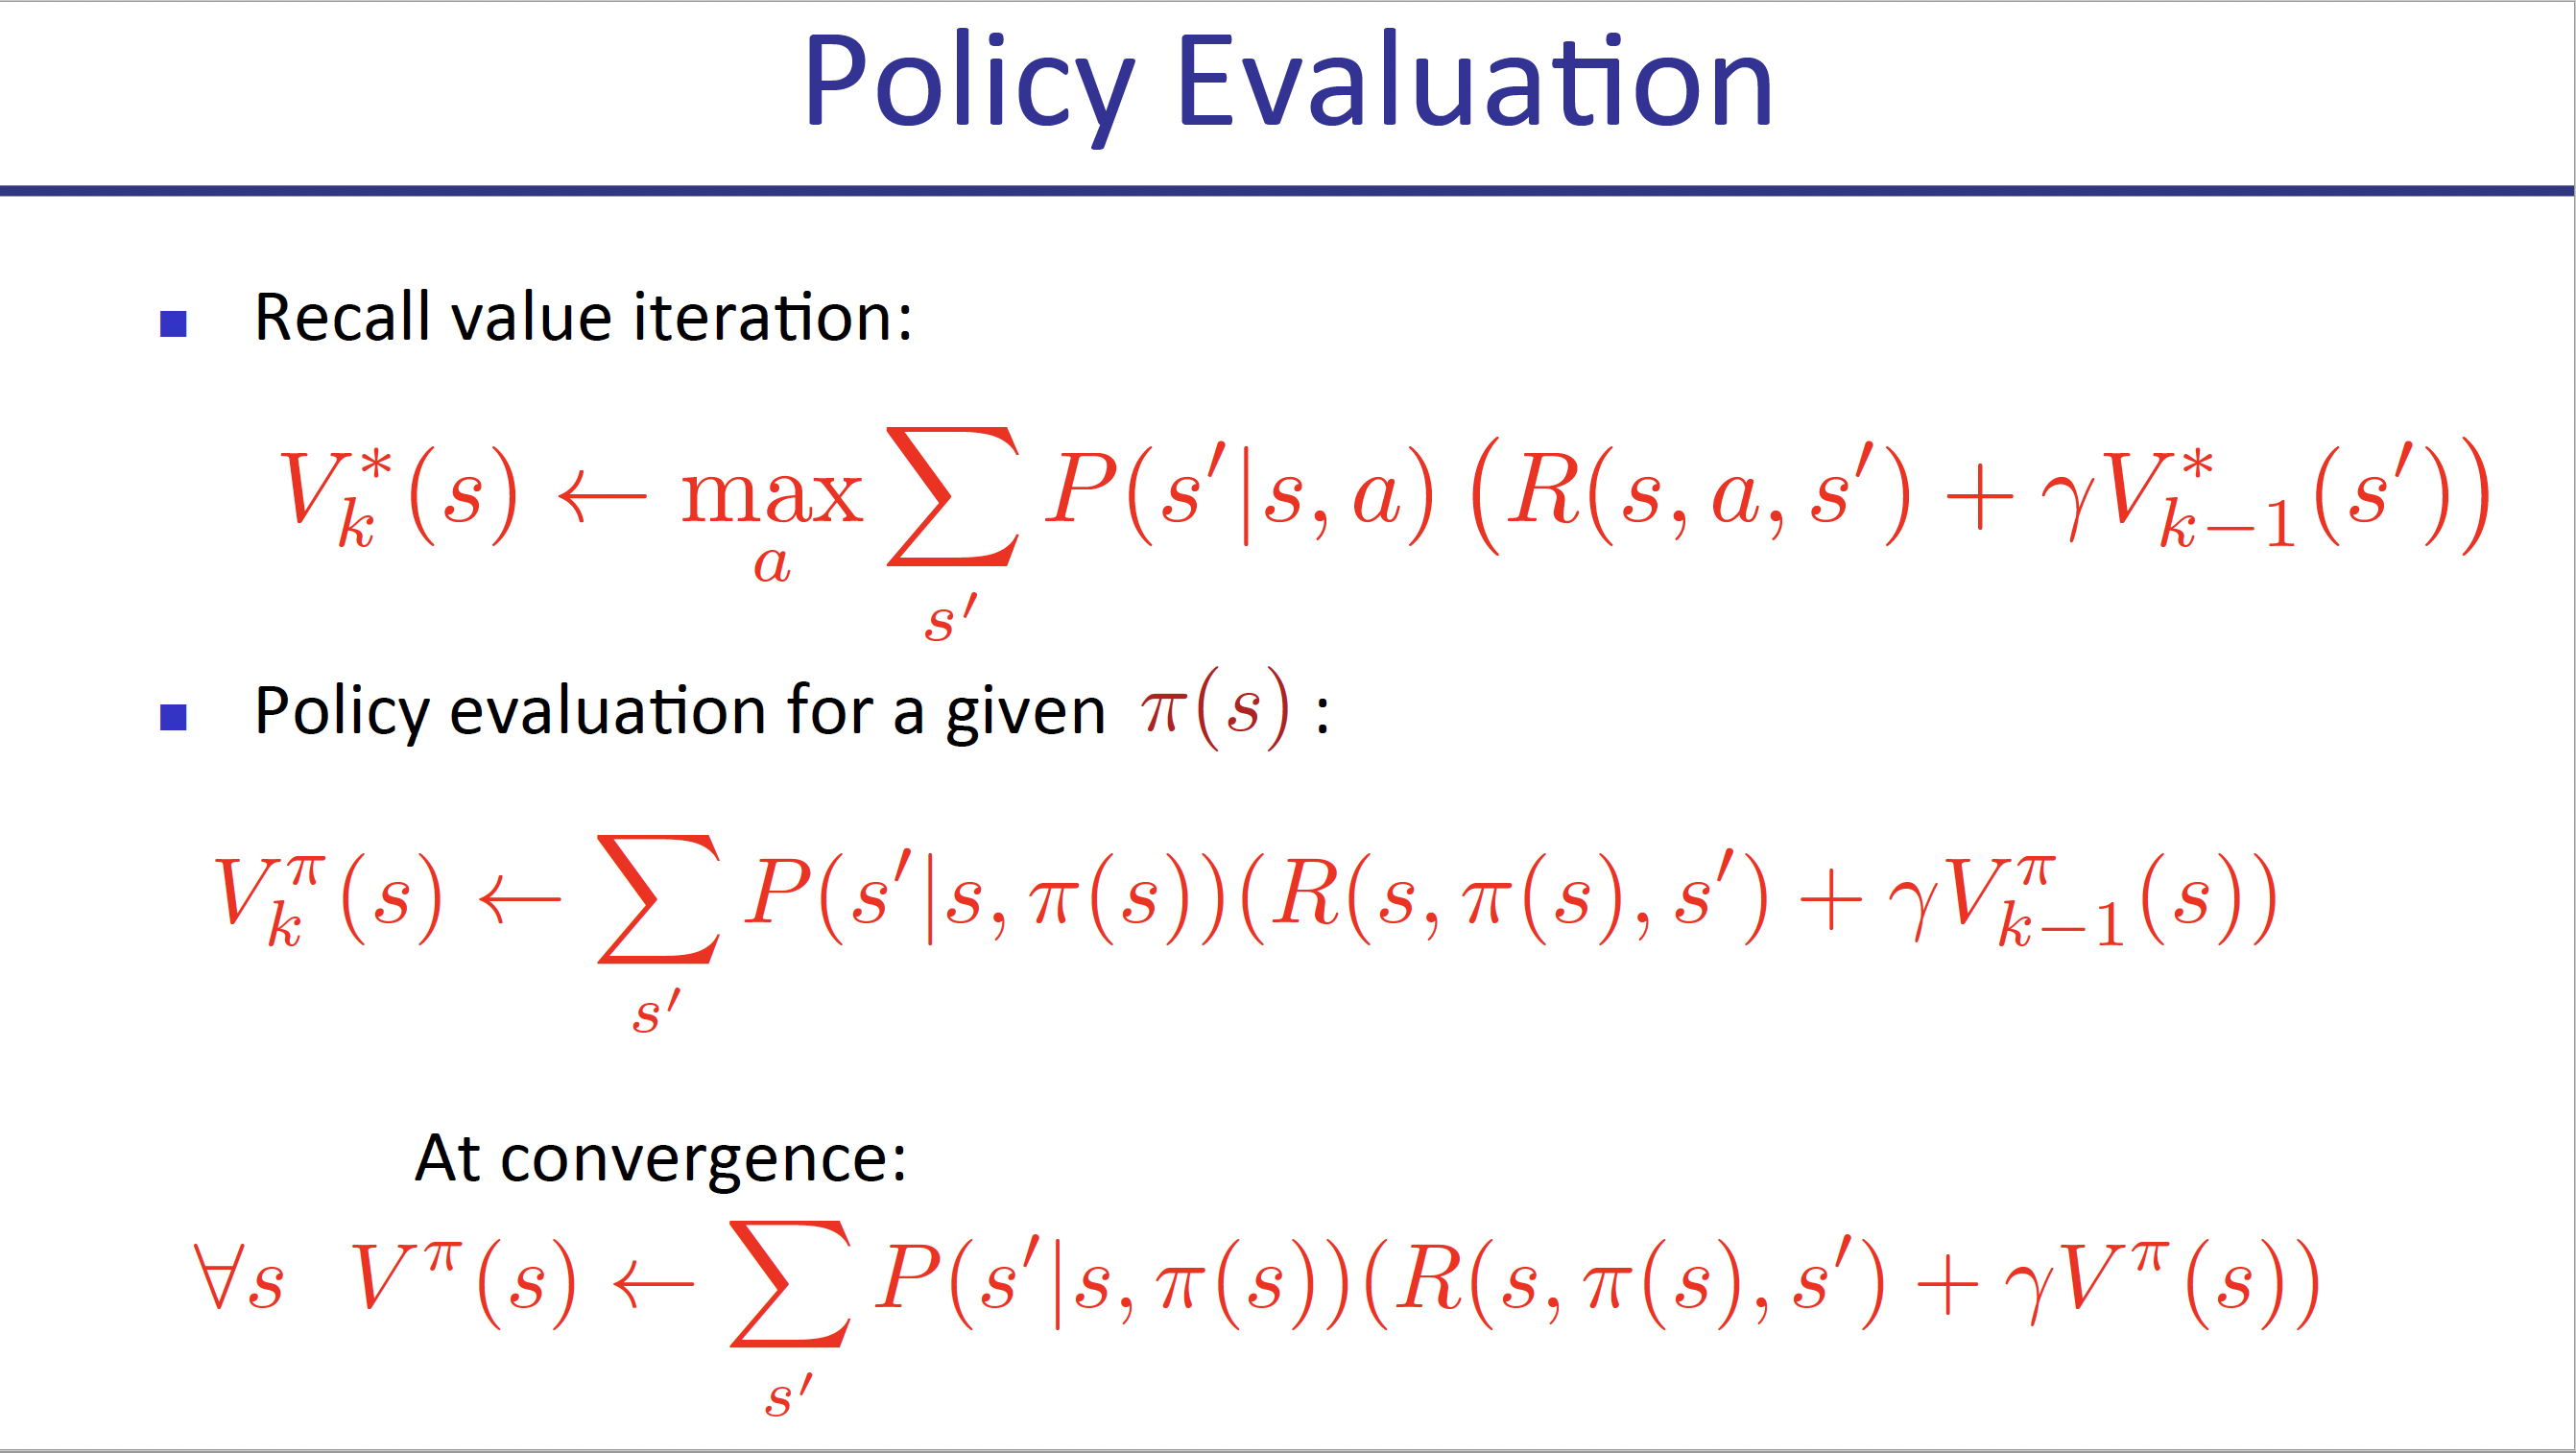 Policy Evaluation
▪ Recall value iteration:
$V_k^*(s) \leftarrow \max_a \sum_{s'} P(s'|s,a) \left( R(s,a,s') + \gamma V_{k-1}^*(s') \right)$
▪ Policy evaluation for a given $\pi(s)$ :
$V_k^\pi(s) \leftarrow \sum_{s'} P(s'|s,\pi(s))(R(s,\pi(s),s') + \gamma V_{k-1}^\pi(s))$
At convergence:
$\forall s \;\; V^\pi(s) \leftarrow \sum_{s'} P(s'|s,\pi(s))(R(s,\pi(s),s') + \gamma V^\pi(s))$